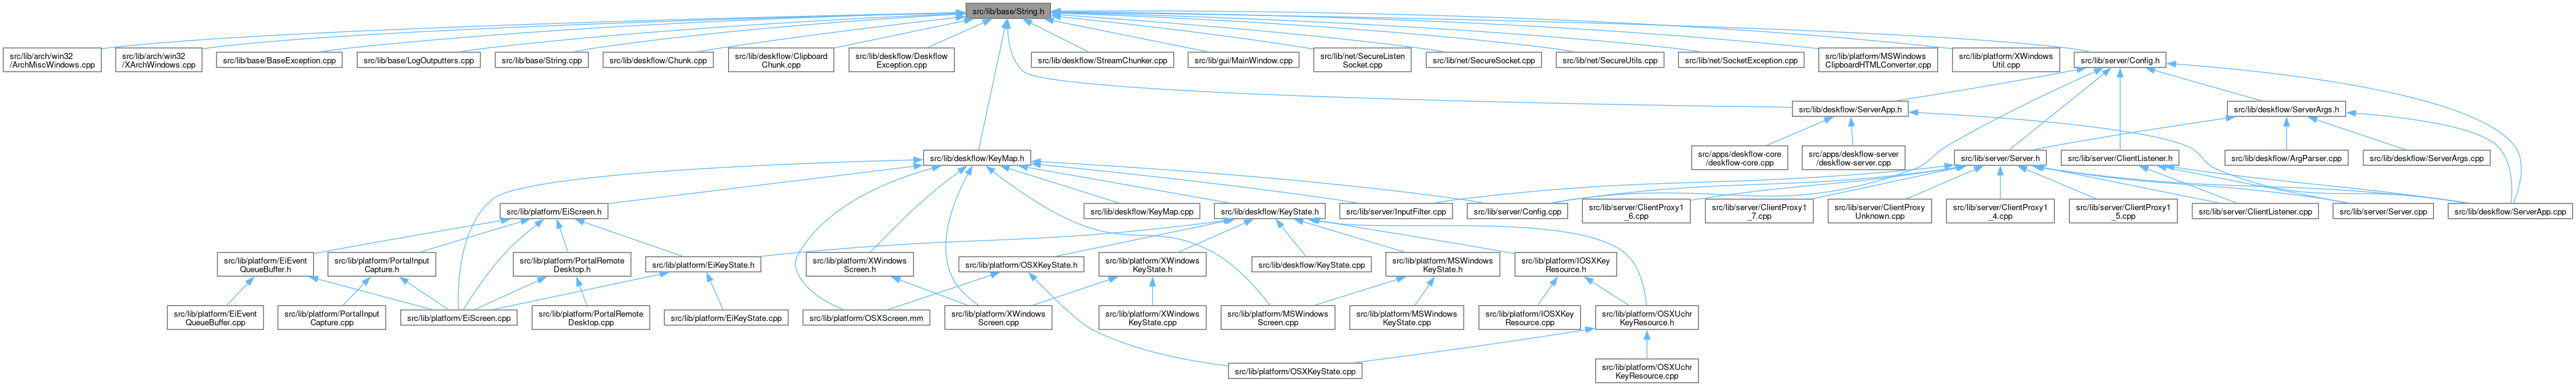 src/lib/base/String.h
src/lib/arch/win32
/ArchMiscWindows.cpp
src/lib/arch/win32
/XArchWindows.cpp
src/lib/base/BaseException.cpp
src/lib/base/LogOutputters.cpp
src/lib/base/String.cpp
src/lib/deskflow/Chunk.cpp
src/lib/deskflow/Clipboard
Chunk.cpp
src/lib/deskflow/Deskflow
Exception.cpp
src/lib/deskflow/StreamChunker.cpp
src/lib/gui/MainWindow.cpp
src/lib/net/SecureListen
Socket.cpp
src/lib/net/SecureSocket.cpp
src/lib/net/SecureUtils.cpp
src/lib/net/SocketException.cpp
src/lib/platform/MSWindows
ClipboardHTMLConverter.cpp
src/lib/platform/XWindows
Util.cpp
src/lib/server/Config.h
src/lib/deskflow/ServerApp.h
src/lib/deskflow/ServerArgs.h
src/lib/deskflow/KeyMap.h
src/apps/deskflow-core
/deskflow-core.cpp
src/apps/deskflow-server
/deskflow-server.cpp
src/lib/server/Server.h
src/lib/server/ClientListener.h
src/lib/deskflow/ArgParser.cpp
src/lib/deskflow/ServerArgs.cpp
src/lib/platform/EiScreen.h
src/lib/deskflow/KeyMap.cpp
src/lib/deskflow/KeyState.h
src/lib/server/InputFilter.cpp
src/lib/server/Config.cpp
src/lib/server/ClientProxy1
_6.cpp
src/lib/server/ClientProxy1
_7.cpp
src/lib/server/ClientProxy
Unknown.cpp
src/lib/server/ClientProxy1
_4.cpp
src/lib/server/ClientProxy1
_5.cpp
src/lib/server/ClientListener.cpp
src/lib/server/Server.cpp
src/lib/deskflow/ServerApp.cpp
src/lib/platform/EiEvent
QueueBuffer.h
src/lib/platform/PortalInput
Capture.h
src/lib/platform/PortalRemote
Desktop.h
src/lib/platform/EiKeyState.h
src/lib/platform/XWindows
Screen.h
src/lib/platform/OSXKeyState.h
src/lib/platform/XWindows
KeyState.h
src/lib/deskflow/KeyState.cpp
src/lib/platform/MSWindows
KeyState.h
src/lib/platform/IOSXKey
Resource.h
src/lib/platform/EiEvent
QueueBuffer.cpp
src/lib/platform/PortalInput
Capture.cpp
src/lib/platform/EiScreen.cpp
src/lib/platform/PortalRemote
Desktop.cpp
src/lib/platform/EiKeyState.cpp
src/lib/platform/OSXScreen.mm
src/lib/platform/XWindows
Screen.cpp
src/lib/platform/XWindows
KeyState.cpp
src/lib/platform/MSWindows
Screen.cpp
src/lib/platform/MSWindows
KeyState.cpp
src/lib/platform/IOSXKey
Resource.cpp
src/lib/platform/OSXUchr
KeyResource.h
src/lib/platform/OSXKeyState.cpp
src/lib/platform/OSXUchr
KeyResource.cpp